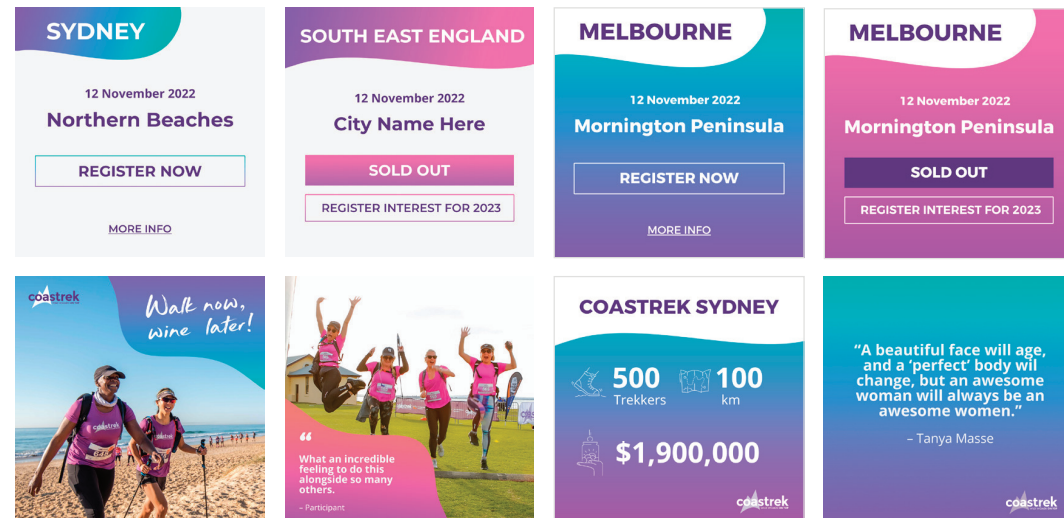 SYDNEY
12 November 2022
Northern Beaches
REGISTER NOW
MORE INFO
SOUTH EAST ENGLAND
12 November 2022
City Name Here
SOLD OUT
REGISTER INTEREST FOR 2023
MELBOURNE
12 November 2022
Mornington Peninsula
REGISTER NOW
MORE INFO
MELBOURNE
12 November 2022
Mornington Peninsula
SOLD OUT
REGISTER INTEREST FOR 2023
coastrek
Walk now,
wine later!
coastrek
“
What an incredible
feeling to do this
alongside so many
others.
– Participant
COASTREK SYDNEY
500
Trekkers
100
km
$1,900,000
coastrek
“A beautiful face will age,
and a ‘perfect’ body wil
change, but an awesome
woman will always be an
awesome women.”
– Tanya Masse
coastrek